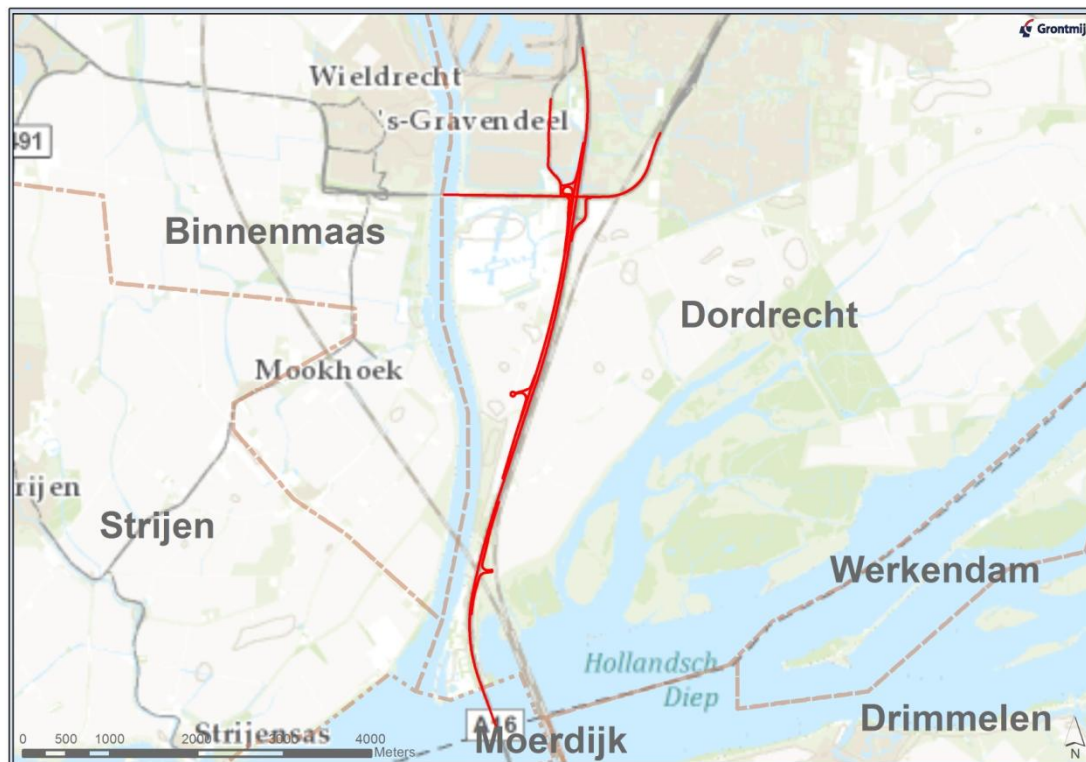 Grontmij
Wieldrecht
's-Gravendeel
491
Binnenmaas
Dordrecht
Mookhoek
rijen
Strijen
Werkendam
Hollandsch
Diep
Drimmelen
A16
Strijensas
Moerdijk
0 500 1000 2000 3000 4000
Meters
N